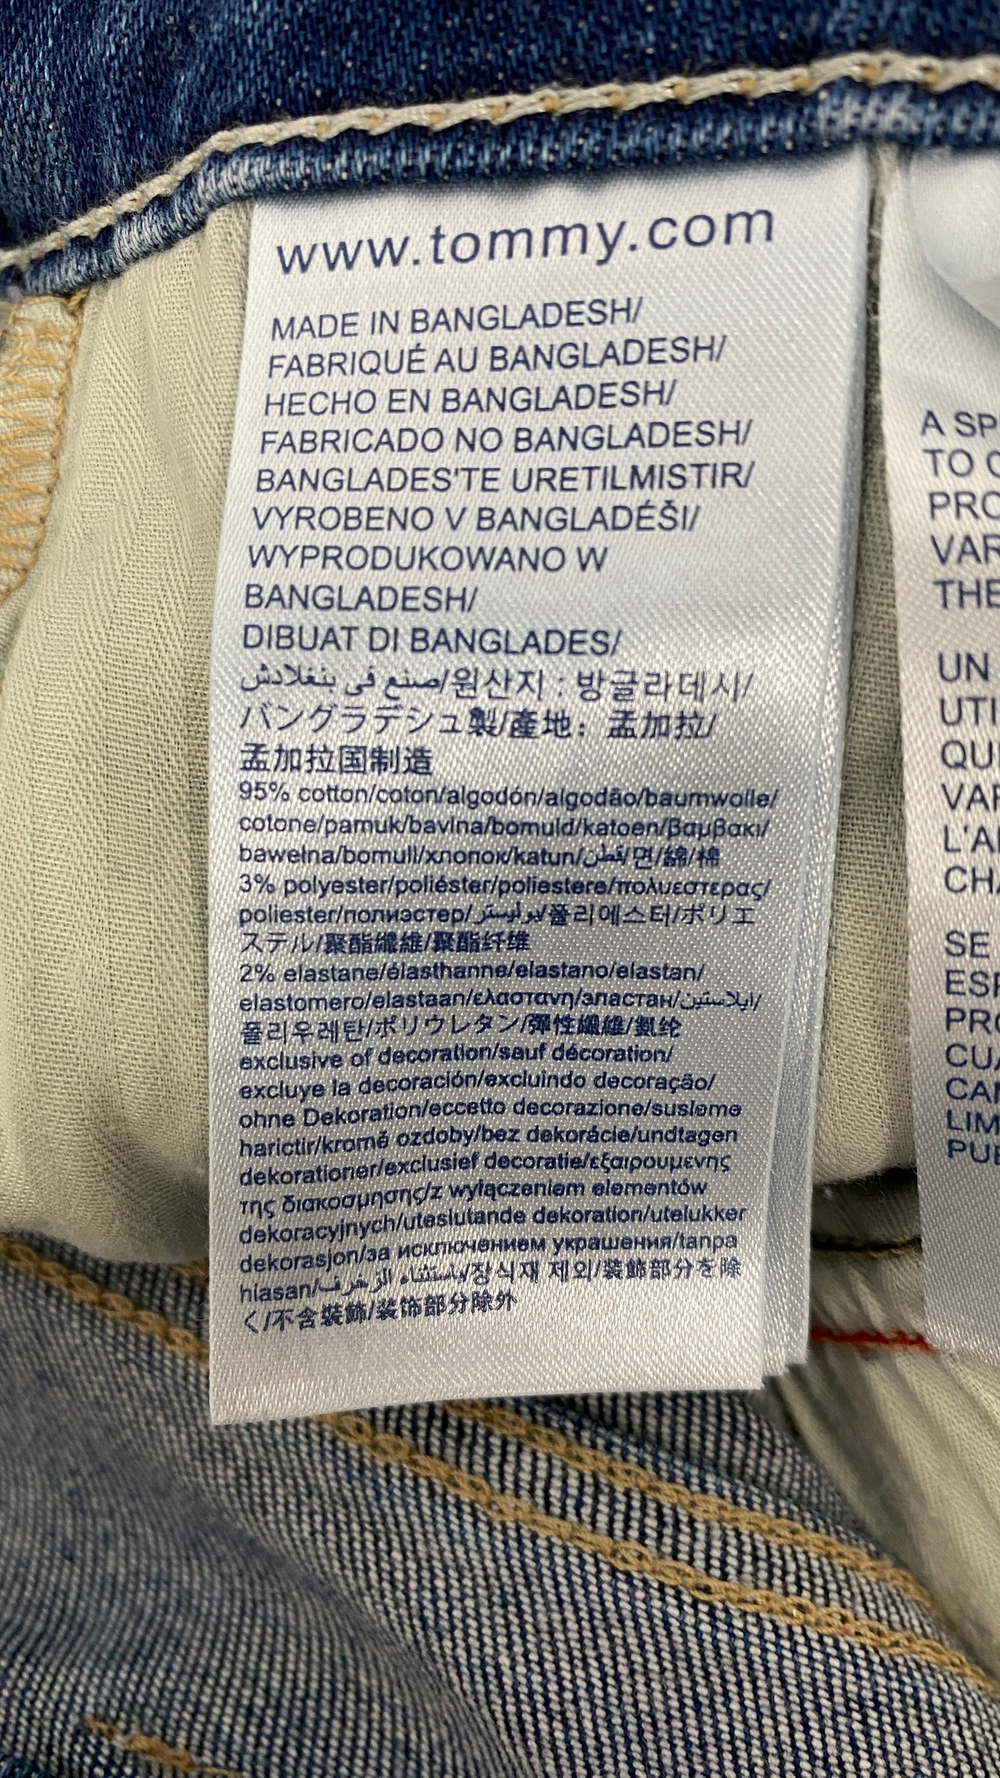 www.tommy.com
MADE IN BANGLADESH/
FABRIQUÉ AU BANGLADESH/
HECHO EN BANGLADESH/
FABRICADO NO BANGLADESH/
BANGLADES'TE URETILMISTIR/
VYROBENO V BANGLADÉŠI/
WYPRODUKOWANO W
BANGLADESH/
DIBUAT DI BANGLADES/
صنع في بنغلادش/원산지 : 방글라데시/
バングラデシュ製/產地：孟加拉/
孟加拉国制造
95% cotton/coton/algodón/algodão/baumwolle/
cotone/pamuk/bavlna/bomuld/katoen/βαμβακι/
bawełna/bomull/хлопок/katun/قطن/면/綿/棉
3% polyester/poliéster/poliestere/πολυεστερας/
poliester/полиэстер/بوليستر/폴리에스터/ポリエ
ステル/聚酯纖維/聚酯纤维
2% elastane/élasthanne/elastano/elastan/
elastomero/elastaan/ελαστανη/эластан/ايلاستين/
폴리우레탄/ポリウレタン/彈性纖維/氨纶
exclusive of decoration/sauf décoration/
excluye la decoración/excluindo decoração/
ohne Dekoration/eccetto decorazione/susleme
harictir/kromě ozdoby/bez dekorácie/undtagen
dekorationer/exclusief decoratie/εξαιρουμενης
της διακοσμησης/z wyłączeniem elementów
dekoracyjnych/uteslutande dekoration/utelukker
dekorasjon/за исключением украшения/tanpa
hiasan/باستثناء الزخرف/장식재 제외/装飾部分を除
く/不含裝飾/装饰部分除外
A SP
TO
PRO
VAR
THE
UN
UTI
QU
VAR
L'A
CHA
SE
ESP
PRO
CUA
CAR
LIM
PUE